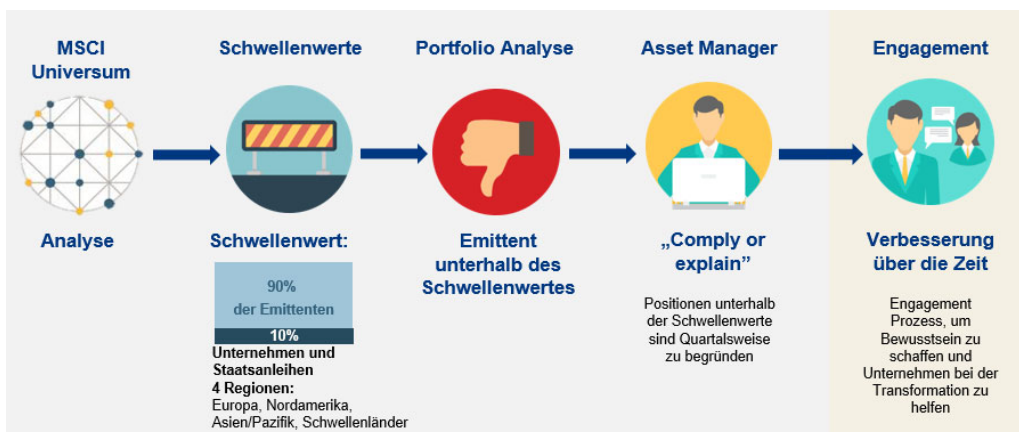 MSCI
Universum
Analyse
Schwellenwerte
Schwellenwert:
90%
der Emittenten
10%
Unternehmen und
Staatsanleihen
4 Regionen:
Europa, Nordamerika,
Asien/Pazifik, Schwellenländer
Portfolio Analyse
Emittent
unterhalb des
Schwellenwertes
Asset Manager
„Comply or
explain”
Positionen unterhalb
der Schwellenwerte
sind Quartalsweise
zu begründen
Engagement
Verbesserung
über die Zeit
Engagement
Prozess, um
Bewusstsein zu
schaffen und
Unternehmen bei der
Transformation zu
helfen